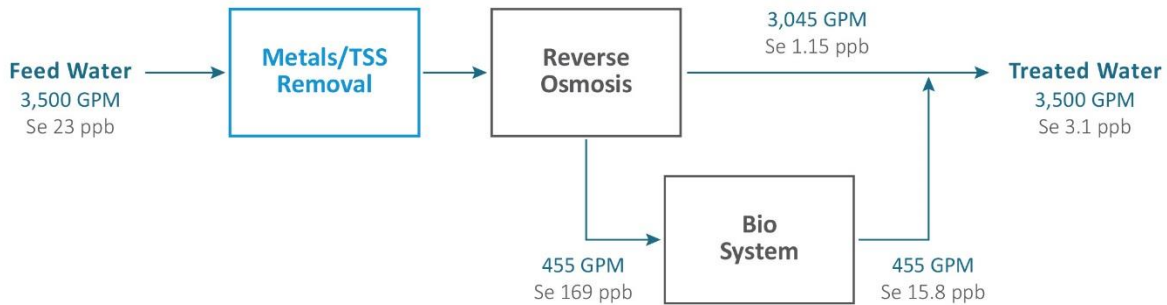 Feed Water
3,500 GPM
Se 23 ppb
Metals/TSS
Removal
Reverse
Osmosis
3,045 GPM
Se 1.15 ppb
Treated Water
3,500 GPM
Se 3.1 ppb
455 GPM
Se 169 ppb
Bio
System
455 GPM
Se 15.8 ppb